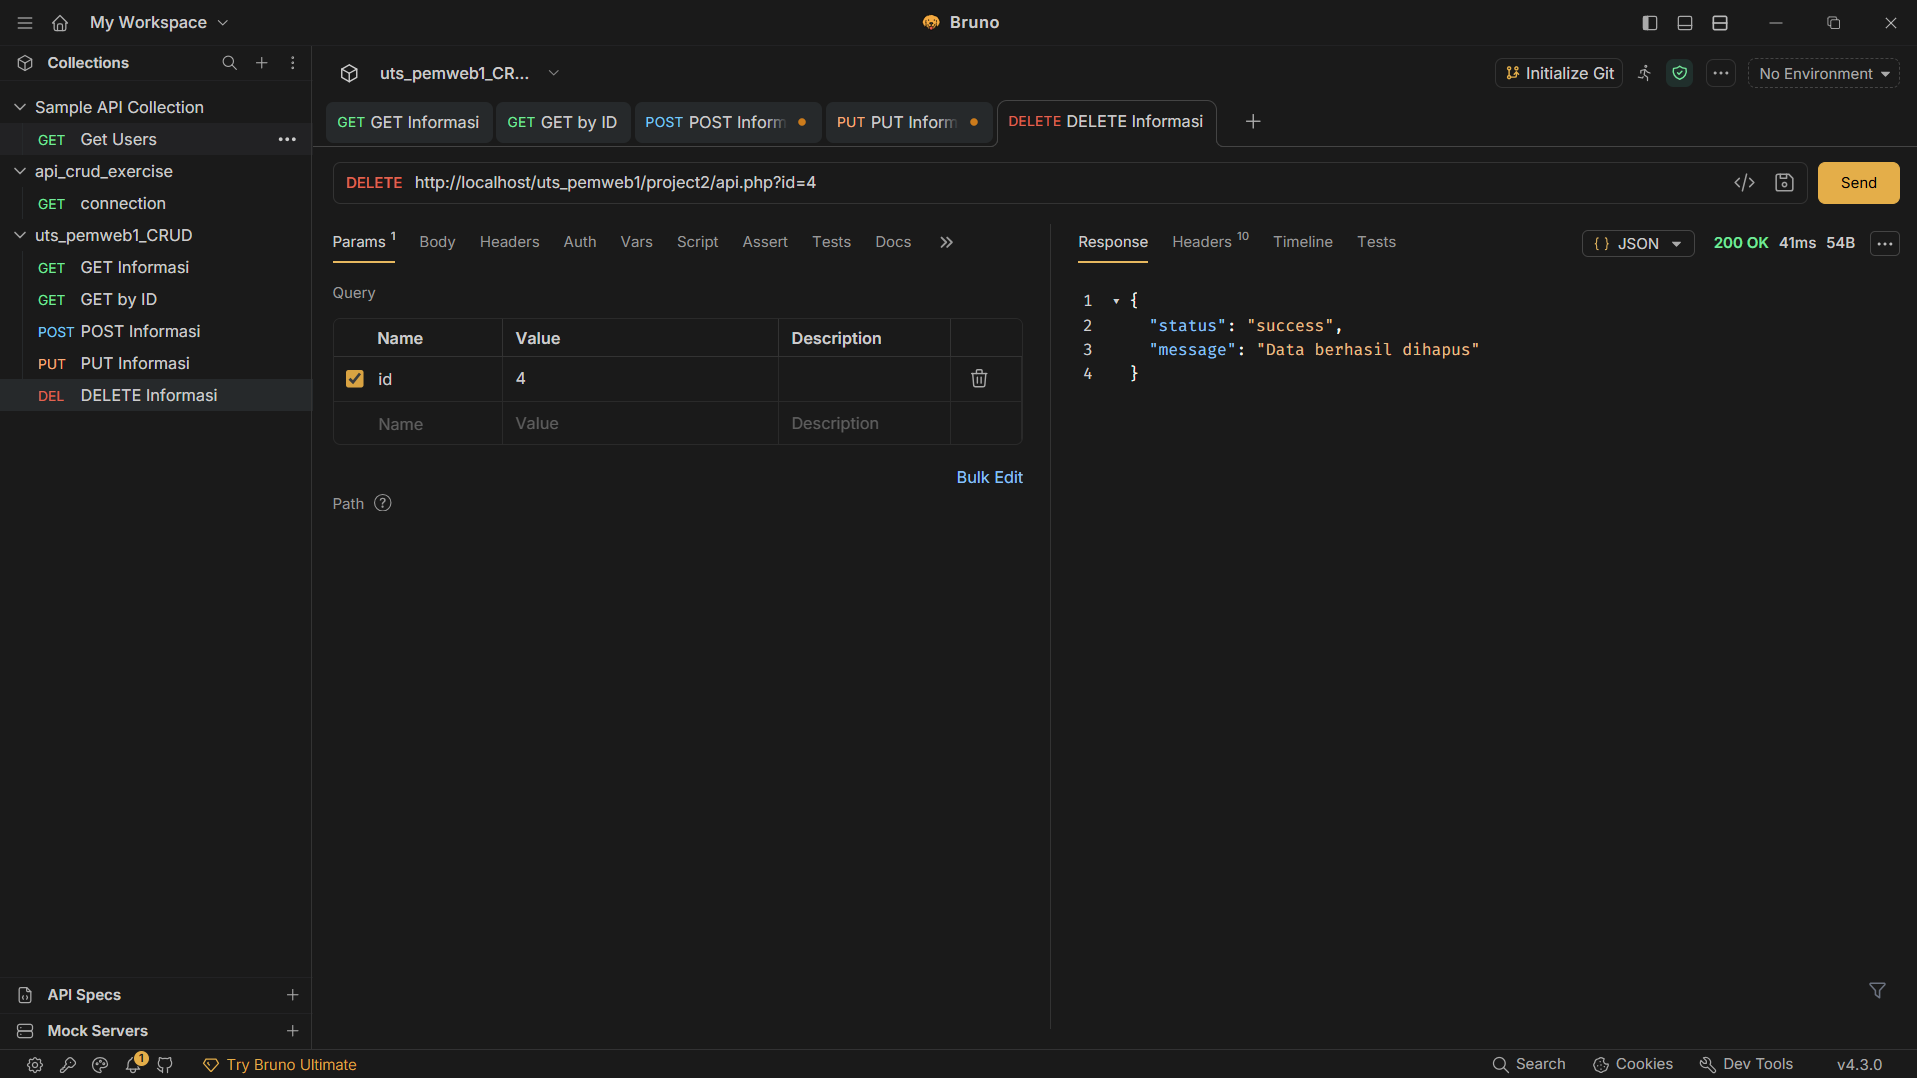 My Workspace
Bruno
Collections
Sample API Collection
GET Get Users
api_crud_exercise
GET connection
uts_pemweb1_CRUD
GET GET Informasi
GET GET by ID
POST POST Informasi
PUT PUT Informasi
DEL DELETE Informasi
API Specs
Mock Servers
uts_pemweb1_CR...
Initialize Git
No Environment
GET GET Informasi
GET GET by ID
POST POST Inform
PUT PUT Inform
DELETE DELETE Informasi
DELETE http://localhost/uts_pemweb1/project2/api.php?id=4
Send
Params 1 Body Headers Auth Vars Script Assert Tests Docs
Query
Name Value Description
id 4
Name Value Description
Bulk Edit
Path
Response Headers 10 Timeline Tests
{ } JSON
200 OK 41ms 54B
1 {
2 "status": "success",
3 "message": "Data berhasil dihapus"
4 }
1
Try Bruno Ultimate
Search
Cookies
Dev Tools
v4.3.0